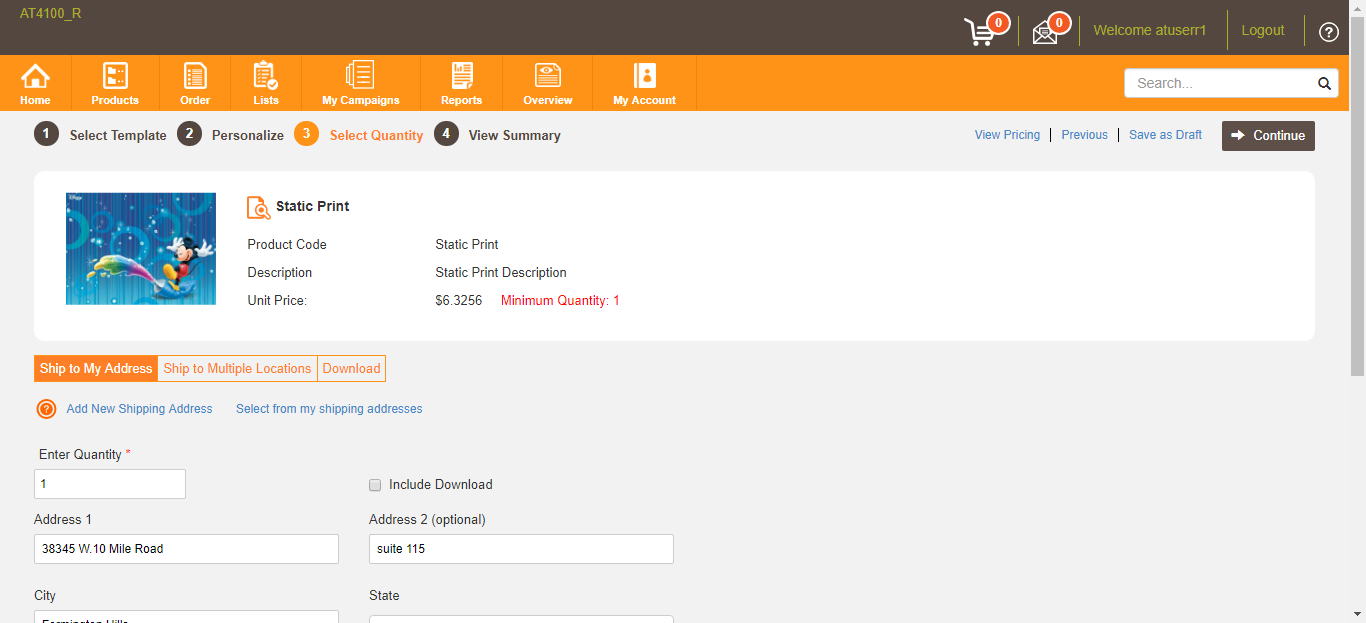 AT4100_R
0
0
Welcome atuserr1
Logout
?
Home
Products
Order
Lists
My Campaigns
Reports
Overview
My Account
Search...
1 Select Template
2 Personalize
3 Select Quantity
4 View Summary
View Pricing
Previous
Save as Draft
Continue
Disney
Static Print
Product Code Static Print
Description Static Print Description
Unit Price: $6.3256 Minimum Quantity: 1
Ship to My Address
Ship to Multiple Locations
Download
? Add New Shipping Address
Select from my shipping addresses
Enter Quantity *
1
Include Download
Address 1
Address 2 (optional)
38345 W.10 Mile Road
suite 115
City
State
Farmington Hills